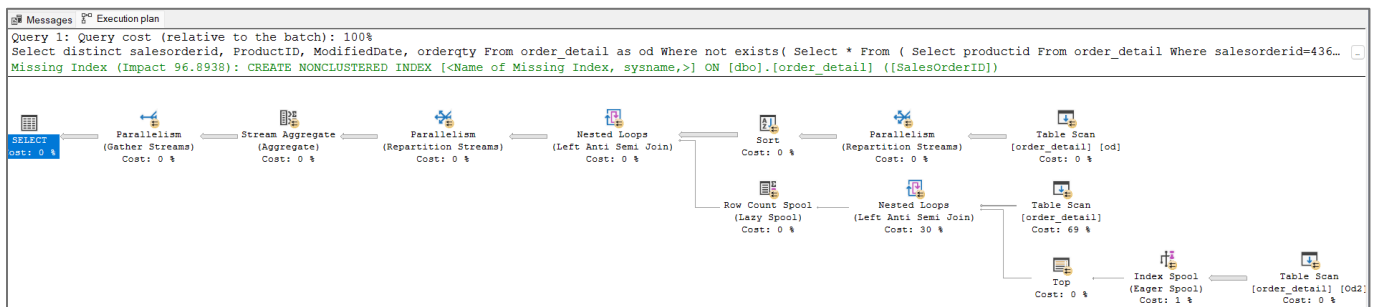 Messages Execution plan
Query 1: Query cost (relative to the batch): 100%
Select distinct salesorderid, ProductID, ModifiedDate, orderqty From order_detail as od Where not exists( Select * From ( Select productid From order_detail Where salesorderid=436… ...
Missing Index (Impact 96.8938): CREATE NONCLUSTERED INDEX [<Name of Missing Index, sysname,>] ON [dbo].[order_detail] ([SalesOrderID])
SELECT
ost: 0 %
Parallelism
(Gather Streams)
Cost: 0 %
Stream Aggregate
(Aggregate)
Cost: 0 %
Parallelism
(Repartition Streams)
Cost: 0 %
Nested Loops
(Left Anti Semi Join)
Cost: 0 %
Sort
Cost: 0 %
Parallelism
(Repartition Streams)
Cost: 0 %
Table Scan
[order_detail] [od]
Cost: 0 %
Row Count Spool
(Lazy Spool)
Cost: 0 %
Nested Loops
(Left Anti Semi Join)
Cost: 30 %
Table Scan
[order_detail]
Cost: 69 %
Top
Cost: 0 %
Index Spool
(Eager Spool)
Cost: 1 %
Table Scan
[order_detail] [Od2]
Cost: 0 %